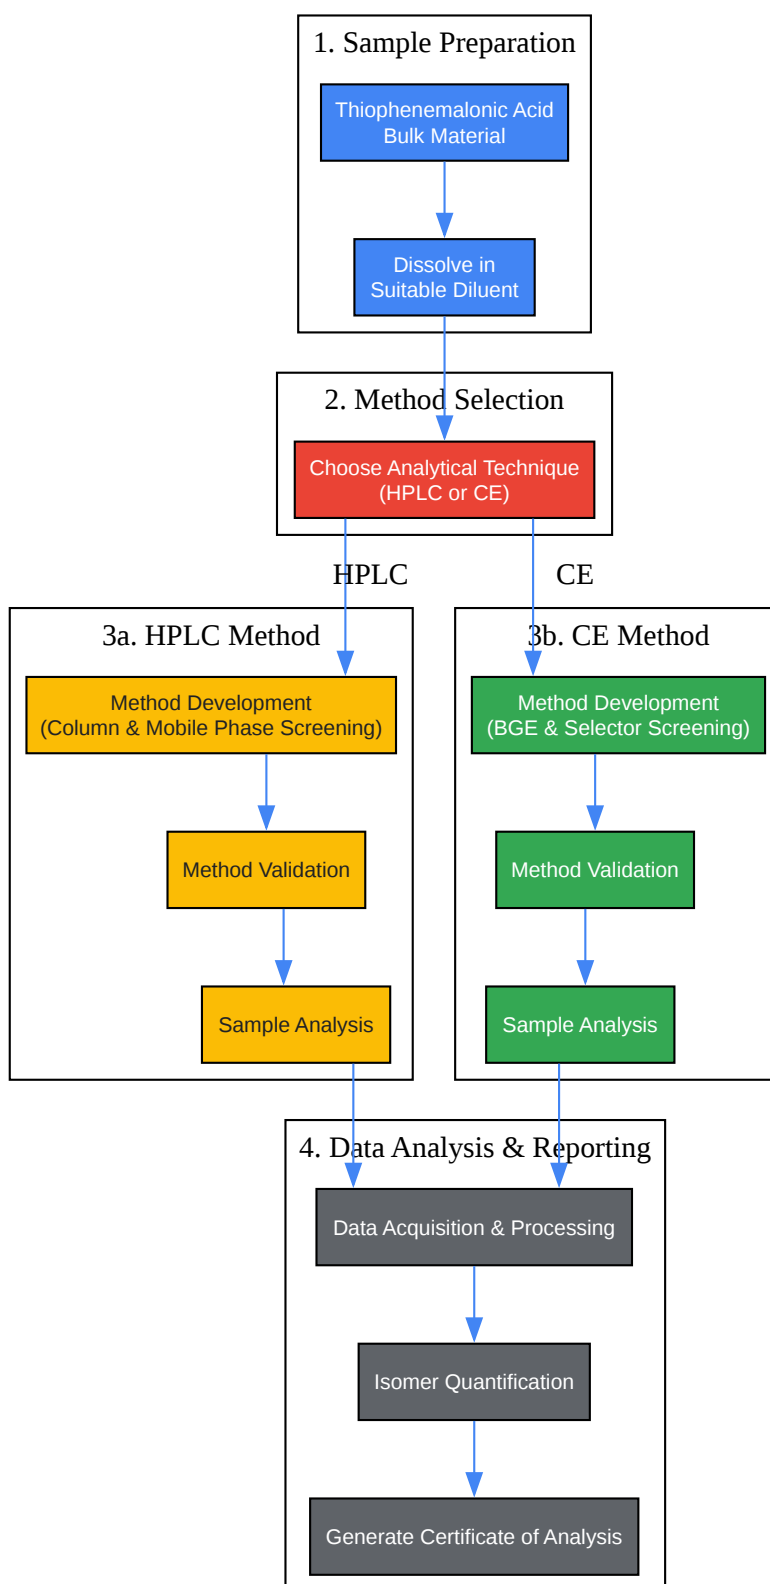 1. Sample Preparation
Thiophenemalonic Acid
Bulk Material
Dissolve in
Suitable Diluent
2. Method Selection
Choose Analytical Technique
(HPLC or CE)
HPLC
CE
3a. HPLC Method
Method Development
(Column & Mobile Phase Screening)
Method Validation
Sample Analysis
3b. CE Method
Method Development
(BGE & Selector Screening)
Method Validation
Sample Analysis
4. Data Analysis & Reporting
Data Acquisition & Processing
Isomer Quantification
Generate Certificate of Analysis